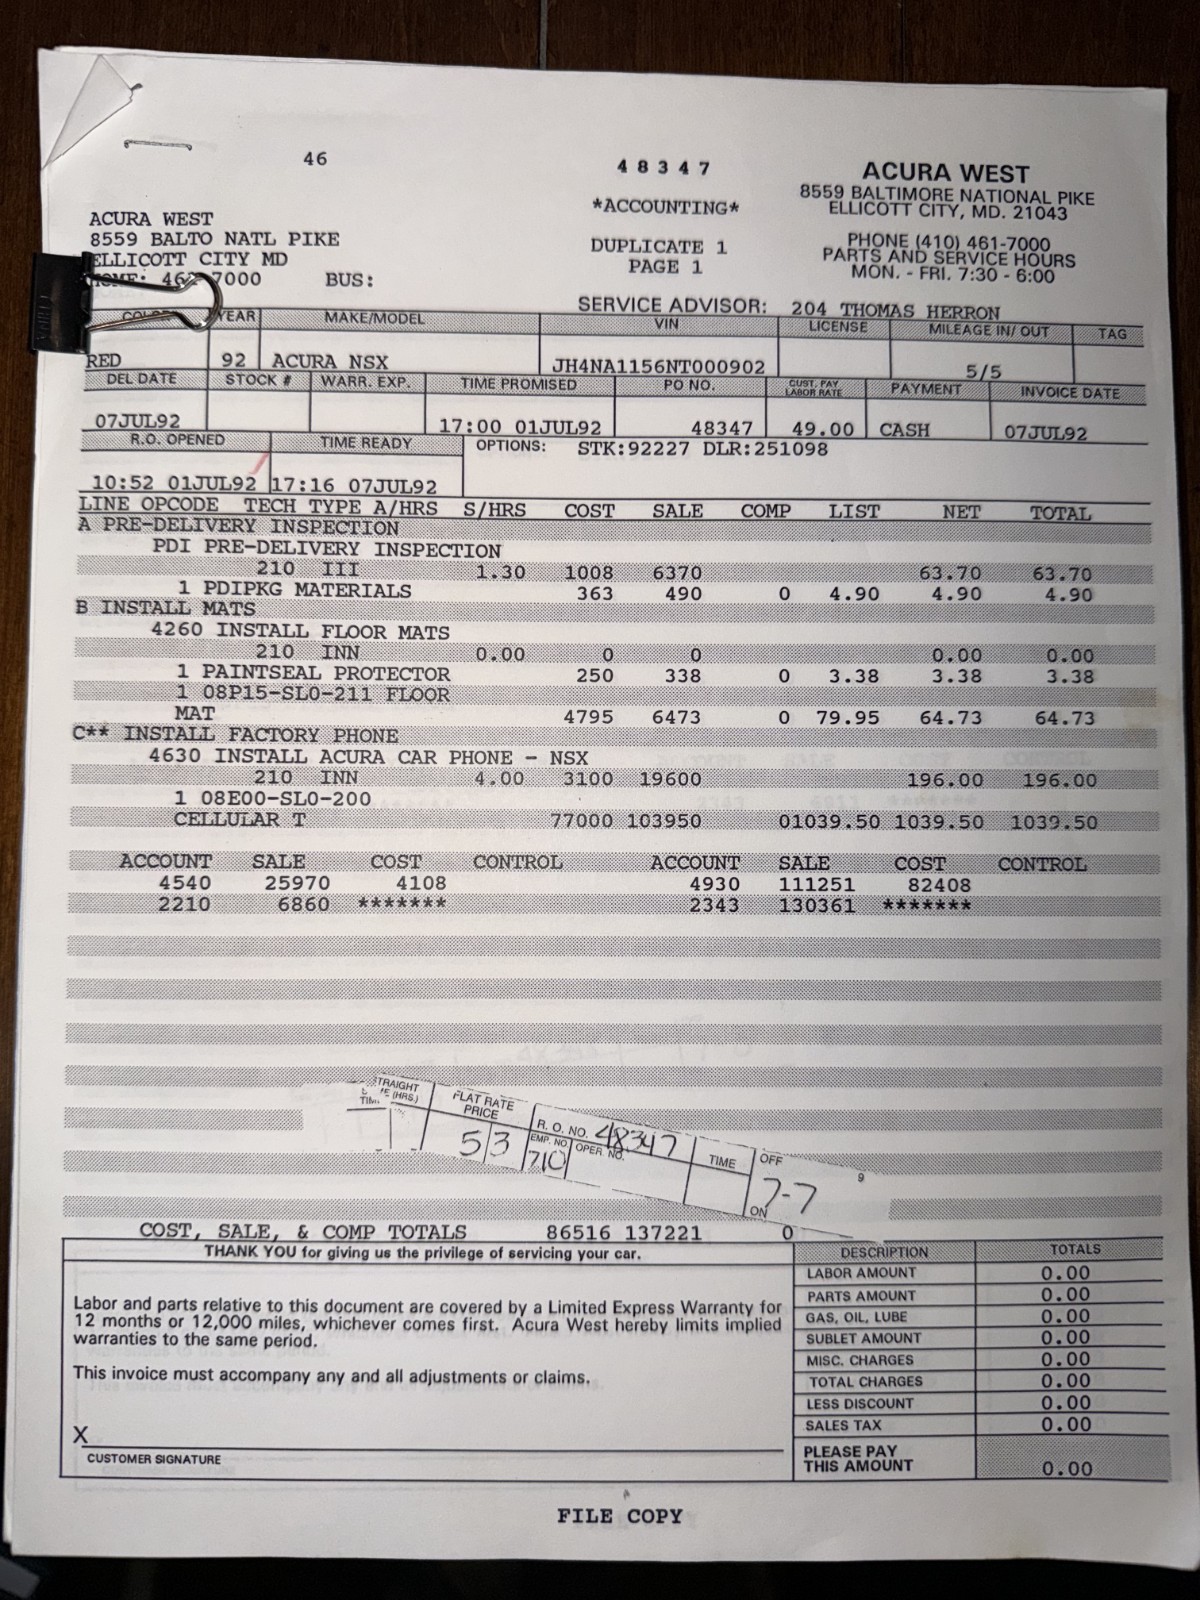 46
4 8 3 4 7
ACURA WEST
8559 BALTIMORE NATIONAL PIKE
ELLICOTT CITY, MD. 21043
*ACCOUNTING*
ACURA WEST
8559 BALTO NATL PIKE
ELLICOTT CITY MD
7000 BUS:
DUPLICATE 1
PAGE 1
PHONE (410) 461-7000
PARTS AND SERVICE HOURS
MON. - FRI. 7:30 - 6:00
SERVICE ADVISOR: 204 THOMAS HERRON
YEAR MAKE/MODEL VIN LICENSE MILEAGE IN/ OUT TAG
RED 92 ACURA NSX JH4NA1156NT000902 5/5
DEL DATE STOCK # WARR. EXP. TIME PROMISED PO NO. CUST. PAY LABOR RATE PAYMENT INVOICE DATE
07JUL92 17:00 01JUL92 48347 49.00 CASH 07JUL92
R.O. OPENED TIME READY OPTIONS: STK:92227 DLR:251098
10:52 01JUL92 17:16 07JUL92
LINE OPCODE TECH TYPE A/HRS S/HRS COST SALE COMP LIST NET TOTAL
A PRE-DELIVERY INSPECTION
PDI PRE-DELIVERY INSPECTION
210 III 1.30 1008 6370 63.70 63.70
1 PDIPKG MATERIALS 363 490 0 4.90 4.90 4.90
B INSTALL MATS
4260 INSTALL FLOOR MATS
210 INN 0.00 0 0 0.00 0.00
1 PAINTSEAL PROTECTOR 250 338 0 3.38 3.38 3.38
1 08P15-SL0-211 FLOOR
MAT 4795 6473 0 79.95 64.73 64.73
C** INSTALL FACTORY PHONE
4630 INSTALL ACURA CAR PHONE - NSX
210 INN 4.00 3100 19600 196.00 196.00
1 08E00-SL0-200
CELLULAR T 77000 103950 01039.50 1039.50 1039.50
ACCOUNT SALE COST CONTROL ACCOUNT SALE COST CONTROL
4540 25970 4108 4930 111251 82408
2210 6860 ******* 2343 130361 *******
FLAT RATE PRICE R. O. NO. 48347
5 3 EMP. NO. 710 OPER. NO. TIME OFF 9
ON 7-7
COST, SALE, & COMP TOTALS 86516 137221 0
THANK YOU for giving us the privilege of servicing your car.
DESCRIPTION TOTALS
LABOR AMOUNT 0.00
PARTS AMOUNT 0.00
GAS, OIL, LUBE 0.00
SUBLET AMOUNT 0.00
MISC. CHARGES 0.00
TOTAL CHARGES 0.00
LESS DISCOUNT 0.00
SALES TAX 0.00
PLEASE PAY
THIS AMOUNT 0.00
Labor and parts relative to this document are covered by a Limited Express Warranty for
12 months or 12,000 miles, whichever comes first. Acura West hereby limits implied
warranties to the same period.
This invoice must accompany any and all adjustments or claims.
X
CUSTOMER SIGNATURE
FILE COPY